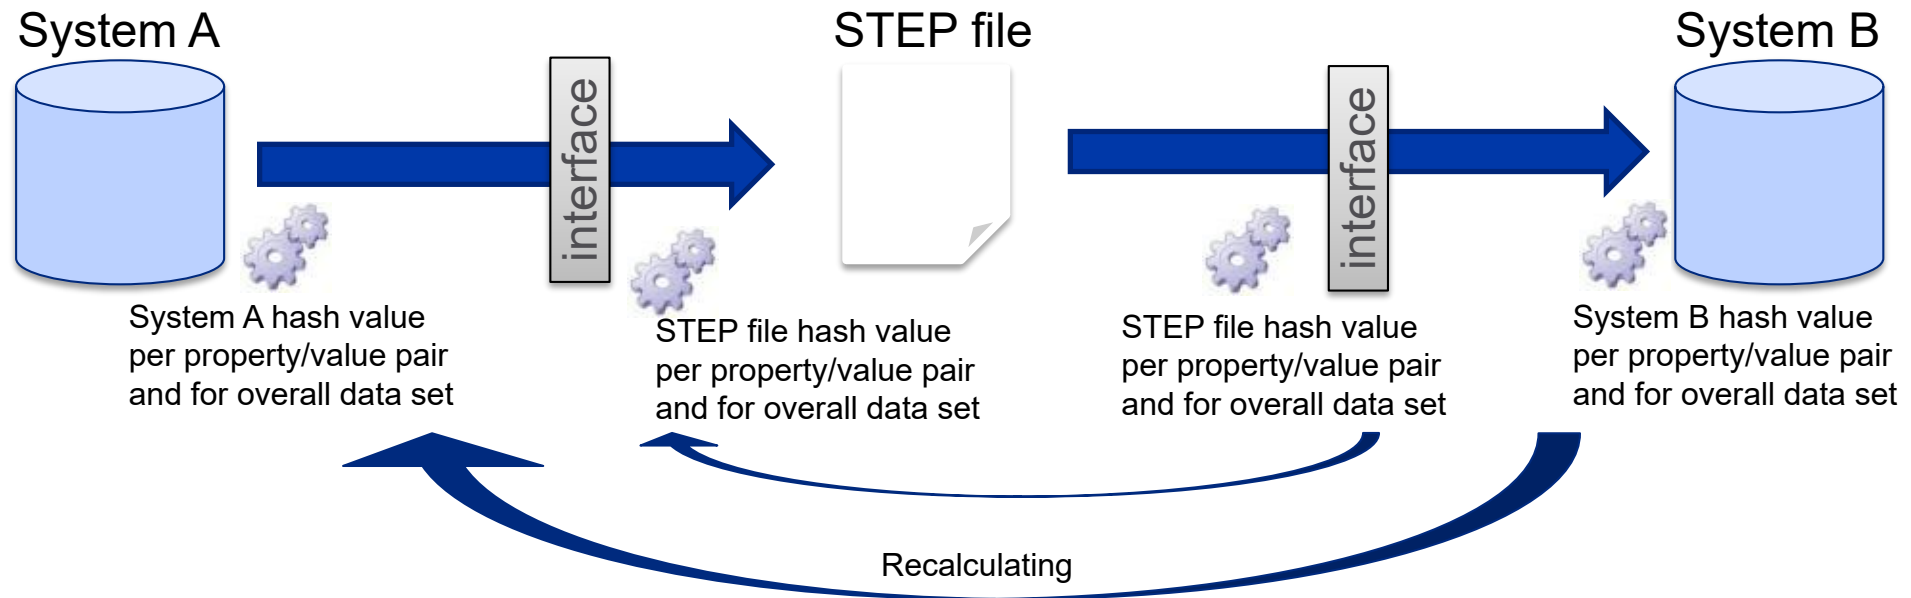 System A
STEP file
System B
interface
interface
System A hash value
per property/value pair
and for overall data set
STEP file hash value
per property/value pair
and for overall data set
STEP file hash value
per property/value pair
and for overall data set
System B hash value
per property/value pair
and for overall data set
Recalculating